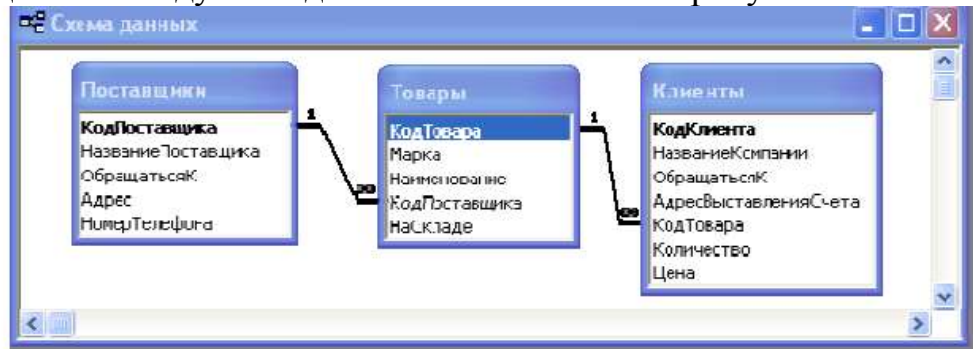 Схема данных
Поставщики
КодПоставщика
НазваниеПоставщика
ОбращатьсяК
Адрес
НомерТелефона
1
∞
Товары
КодТовара
Марка
Наименование
КодПоставщика
НаСкладе
1
∞
Клиенты
КодКлиента
НазваниеКомпании
ОбращатьсяК
АдресВыставленияСчета
КодТовара
Количество
Цена